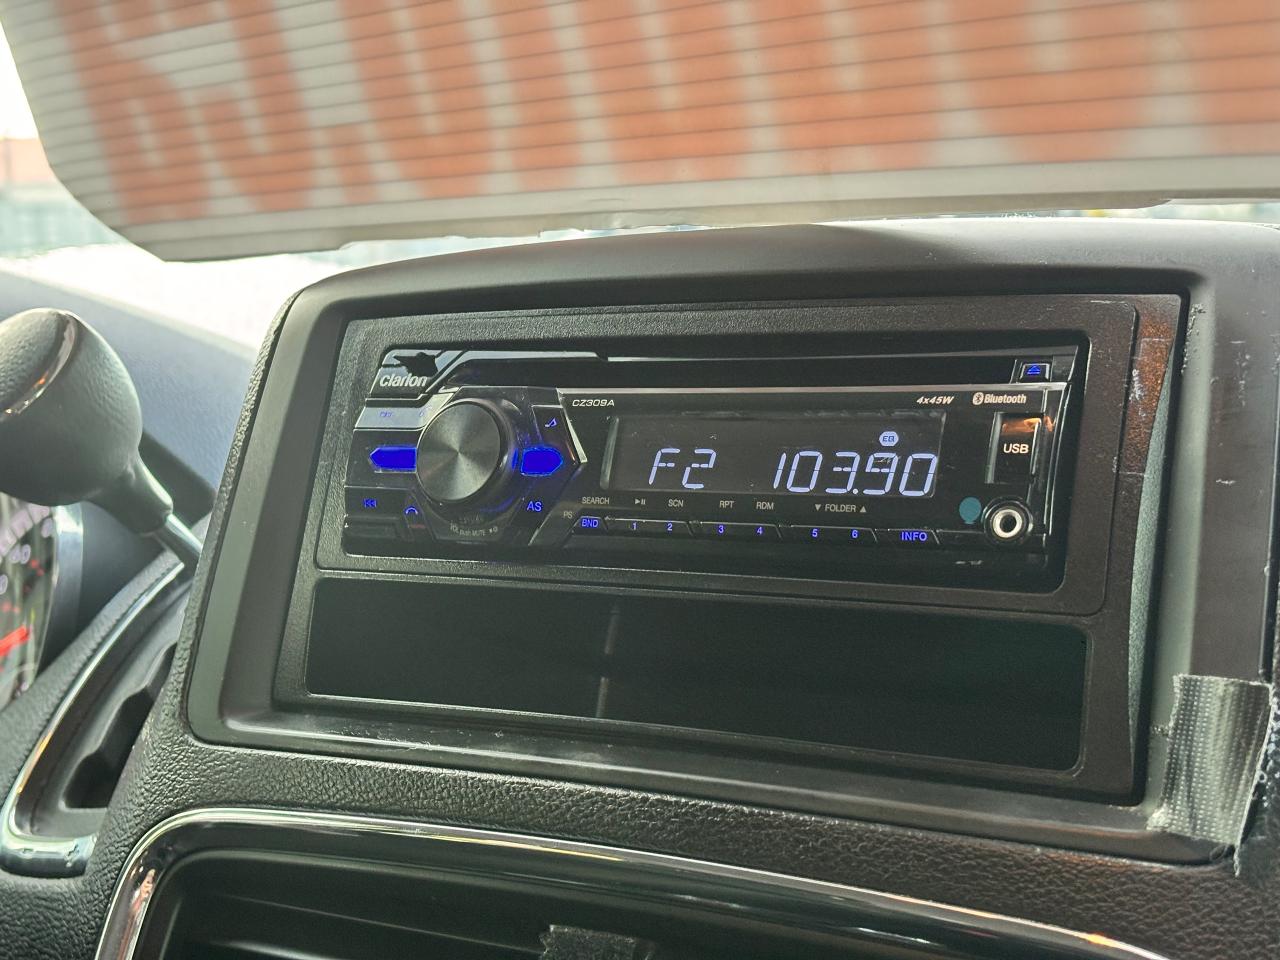 clarion
CZ309A
4x45W
Bluetooth
EQ
F2 103.90
USB
SEARCH
SCN
RPT
RDM
▼ FOLDER ▲
AS
PS
BND
1
2
3
4
5
6
INFO